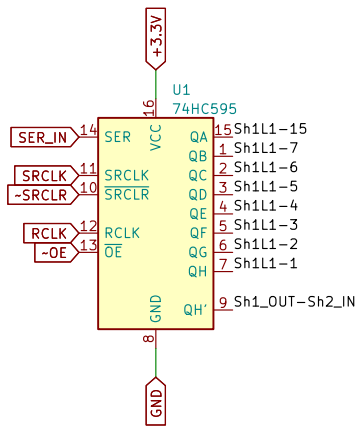 +3.3V
U1
74HC595
16
VCC
SER_IN 14 SER QA 15 Sh1L1-15
QB 1 Sh1L1-7
SRCLK 11 SRCLK QC 2 Sh1L1-6
~SRCLR 10 SRCLR QD 3 Sh1L1-5
QE 4 Sh1L1-4
RCLK 12 RCLK QF 5 Sh1L1-3
~OE 13 OE QG 6 Sh1L1-2
QH 7 Sh1L1-1
GND QH' 9 Sh1_OUT-Sh2_IN
8
GND